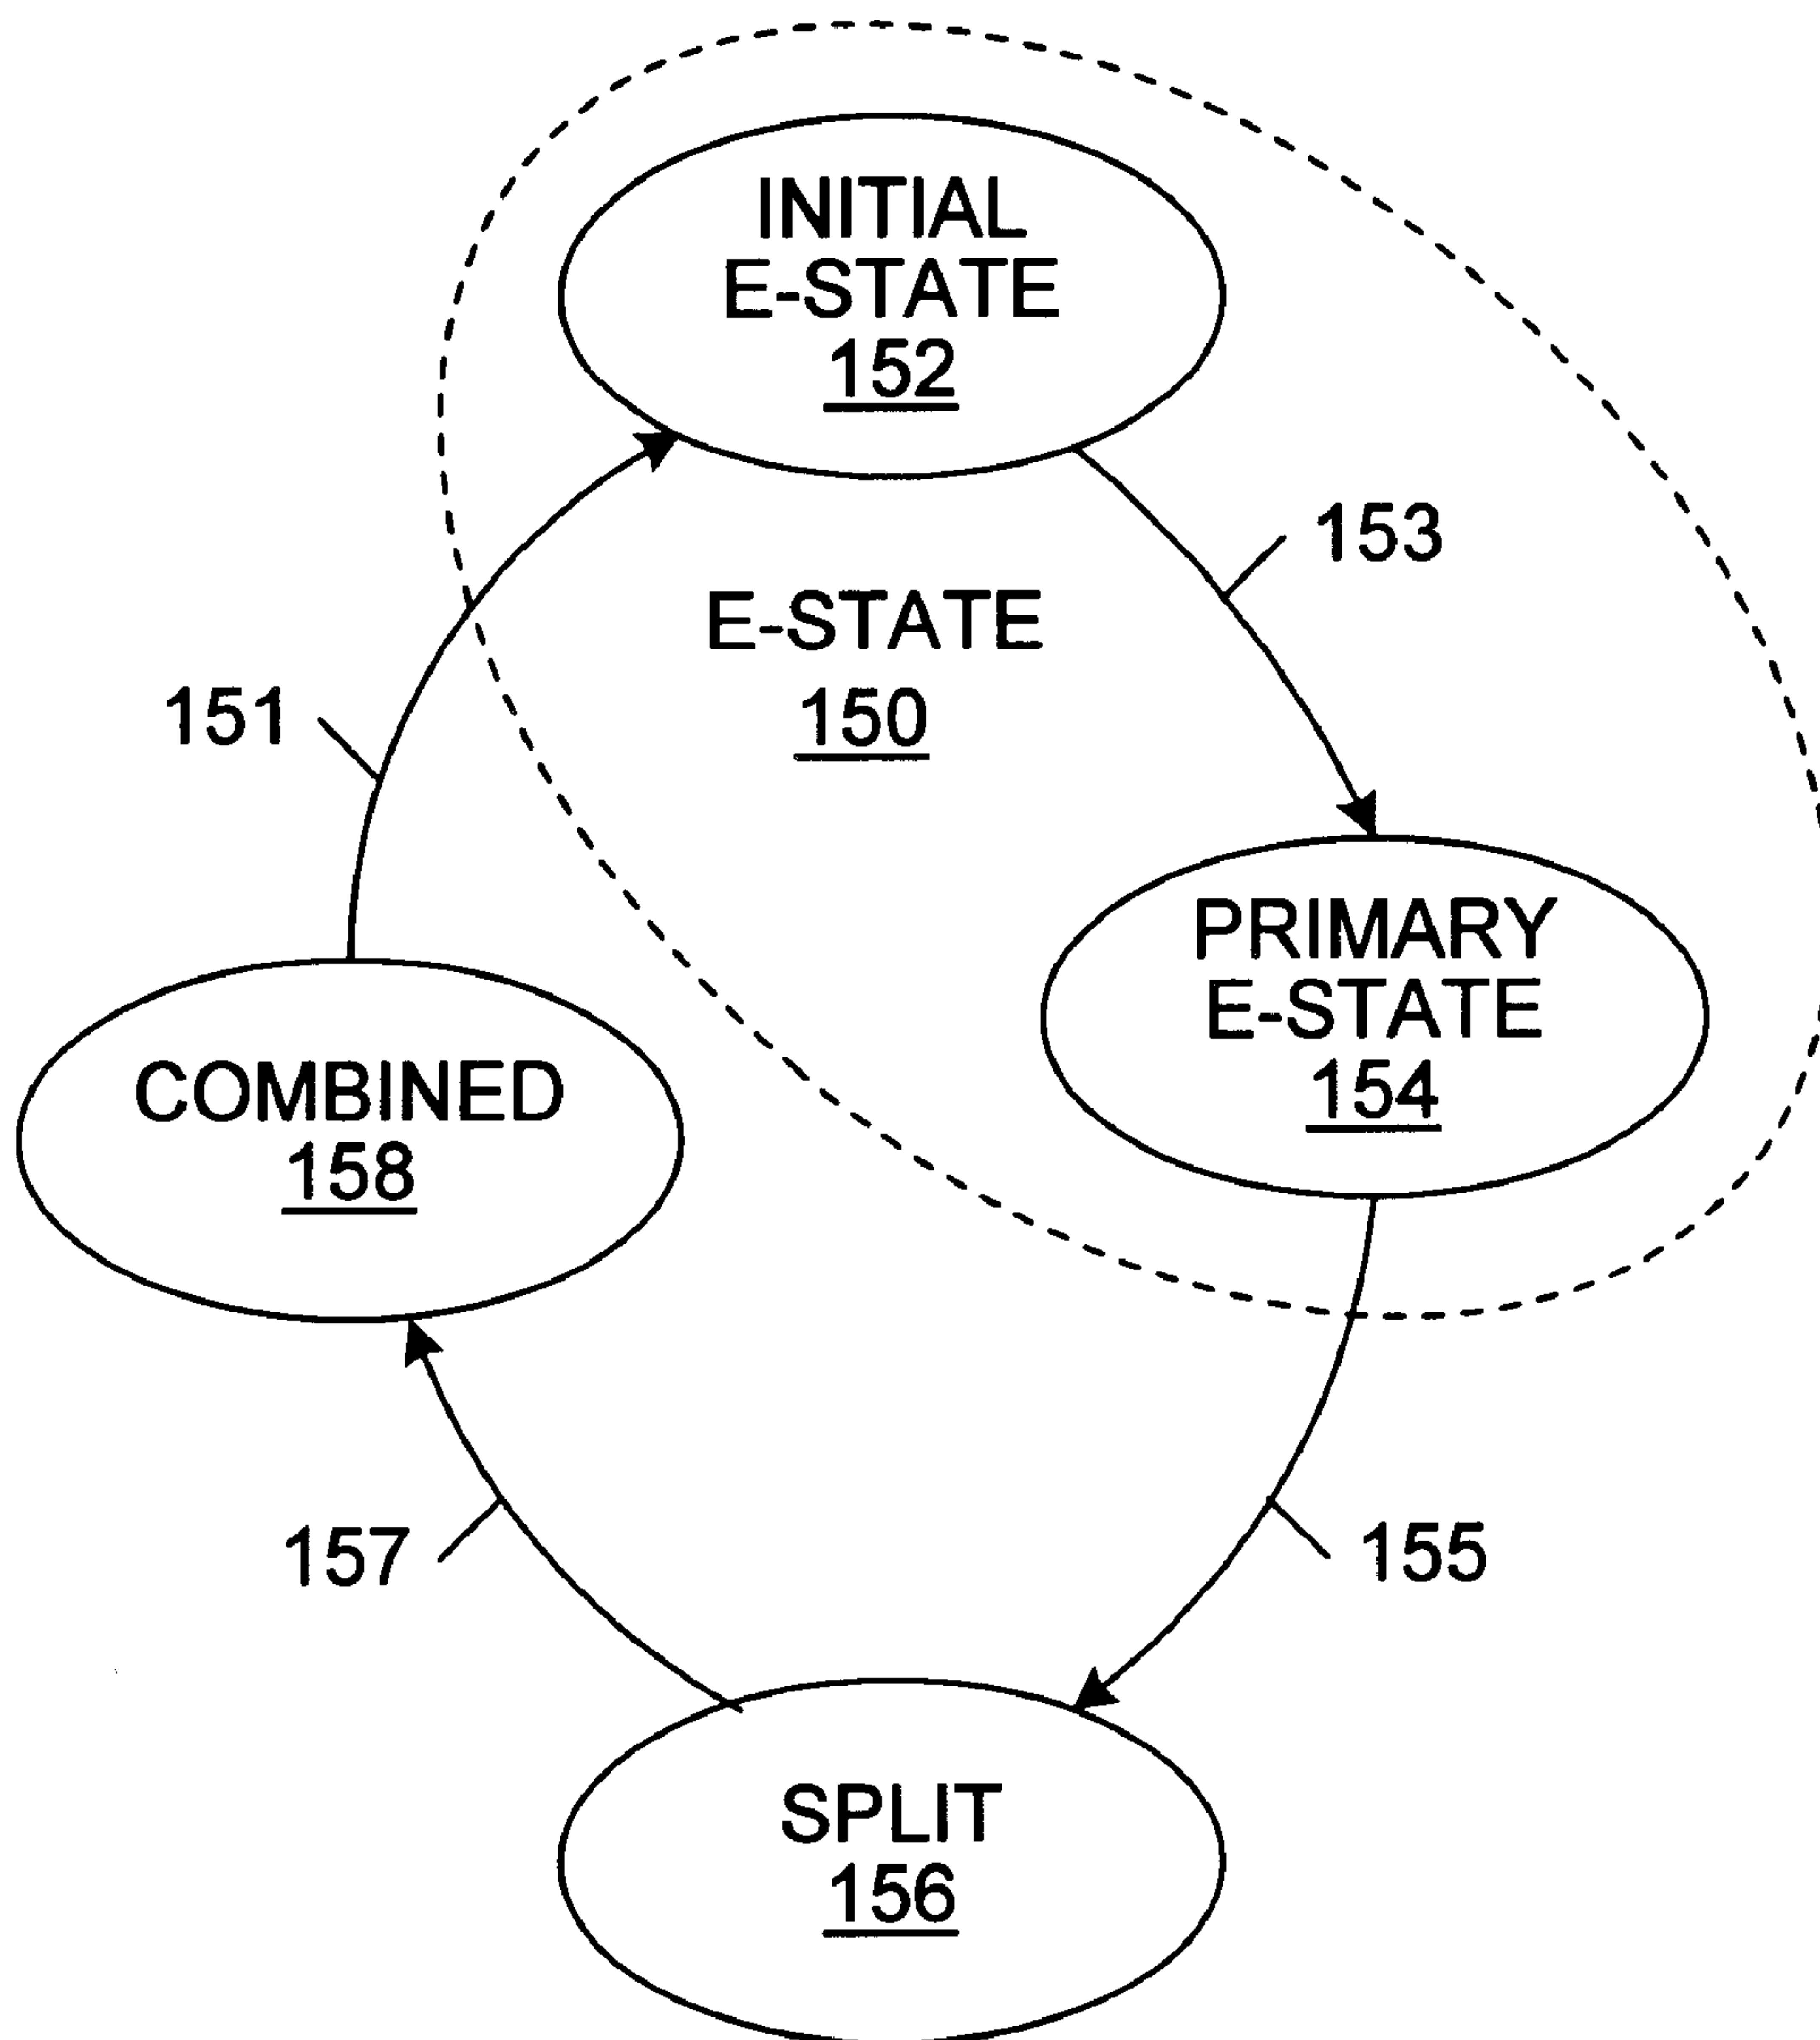 INITIAL
E-STATE
152
153
E-STATE
150
151
PRIMARY
E-STATE
154
COMBINED
158
157
155
SPLIT
156